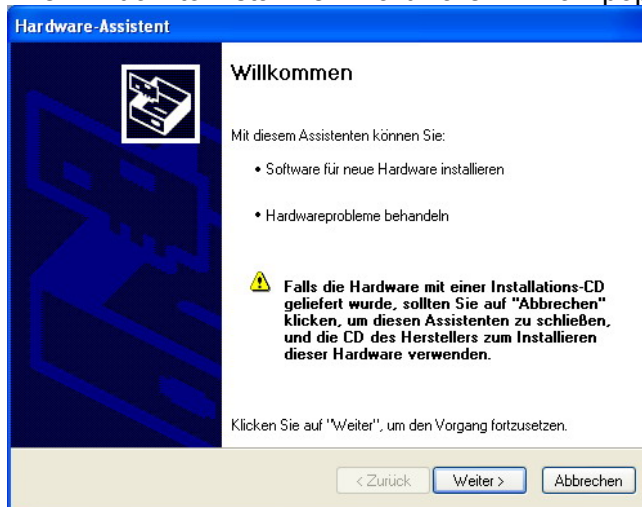 Hardware-Assistent
Willkommen
Mit diesem Assistenten können Sie:
• Software für neue Hardware installieren
• Hardwareprobleme behandeln
Falls die Hardware mit einer Installations-CD
geliefert wurde, sollten Sie auf "Abbrechen"
klicken, um diesen Assistenten zu schließen,
und die CD des Herstellers zum Installieren
dieser Hardware verwenden.
Klicken Sie auf "Weiter", um den Vorgang fortzusetzen.
< Zurück Weiter > Abbrechen